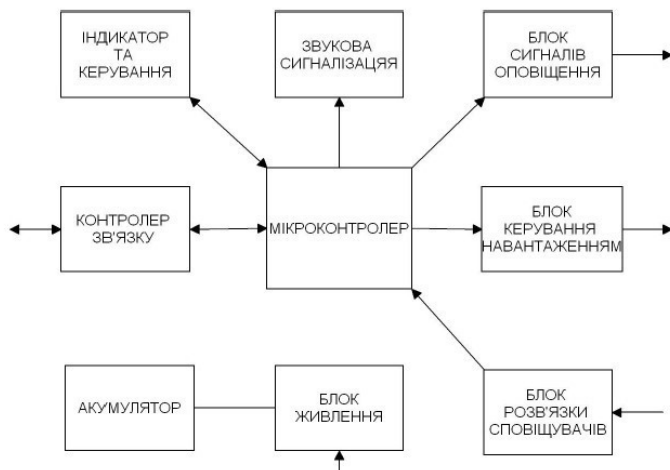 ІНДИКАТОР
ТА
КЕРУВАННЯ
ЗВУКОВА
СИГНАЛІЗАЦЯЯ
БЛОК
СИГНАЛІВ
ОПОВІЩЕННЯ
КОНТРОЛЕР
ЗВ'ЯЗКУ
МІКРОКОНТРОЛЕР
БЛОК
КЕРУВАННЯ
НАВАНТАЖЕННЯМ
АКУМУЛЯТОР
БЛОК
ЖИВЛЕННЯ
БЛОК
РОЗВ'ЯЗКИ
СПОВІЩУВАЧІВ